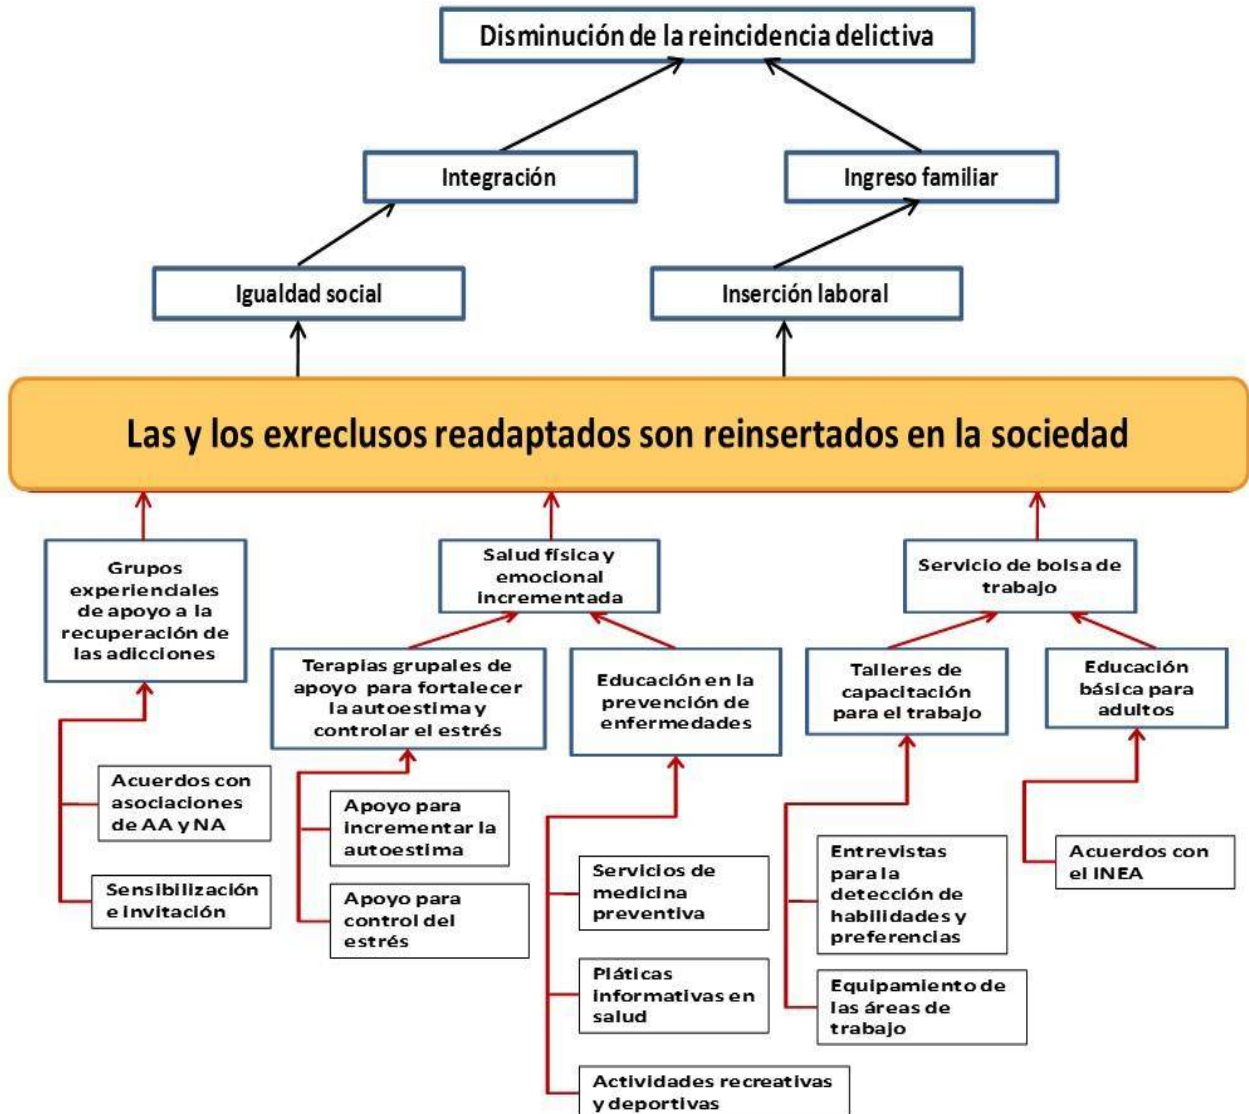 Disminución de la reincidencia delictiva
Integración
Ingreso familiar
Igualdad social
Inserción laboral
Las y los exreclusos readaptados son reinsertados en la sociedad
Grupos
experienciales
de apoyo a la
recuperación de
las adicciones
Salud física y
emocional
incrementada
Servicio de bolsa de
trabajo
Terapias grupales de
apoyo para fortalecer
la autoestima y
controlar el estrés
Educación en la
prevención de
enfermedades
Talleres de
capacitación
para el trabajo
Educación
básica para
adultos
Acuerdos con
asociaciones
de AA y NA
Sensibilización
e invitación
Apoyo para
incrementar la
autoestima
Apoyo para
control del
estrés
Servicios de
medicina
preventiva
Pláticas
informativas en
salud
Actividades recreativas
y deportivas
Entrevistas
para la
detección de
habilidades y
preferencias
Equipamiento de
las áreas de
trabajo
Acuerdos con
el INEA